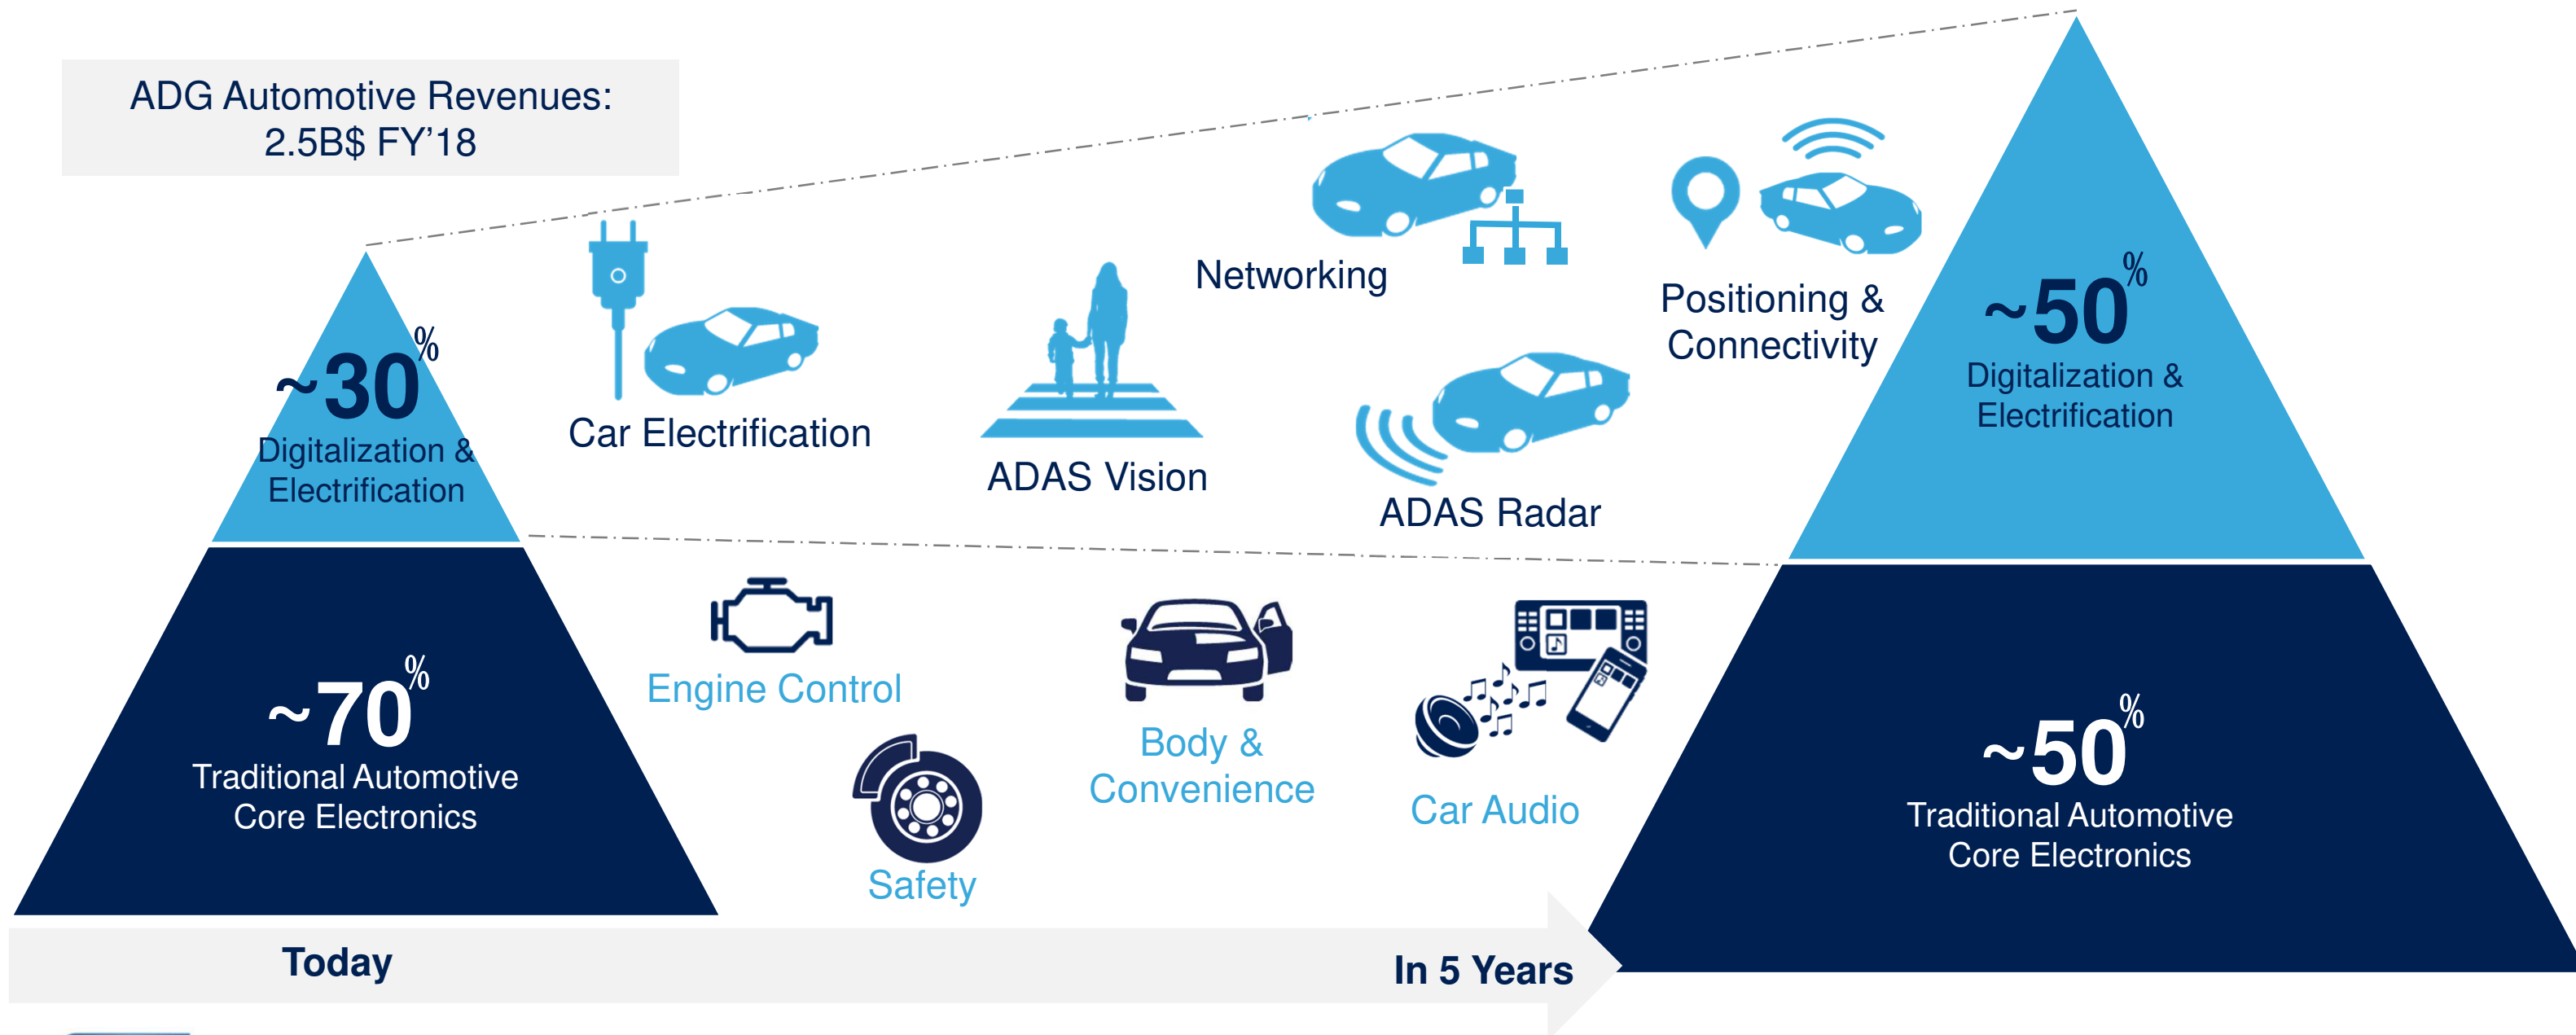 ADG Automotive Revenues:
2.5B$ FY'18
~30%
Digitalization &
Electrification
~70%
Traditional Automotive
Core Electronics
Car Electrification
ADAS Vision
Networking
ADAS Radar
Positioning &
Connectivity
Engine Control
Safety
Body &
Convenience
Car Audio
~50%
Digitalization &
Electrification
~50%
Traditional Automotive
Core Electronics
Today
In 5 Years